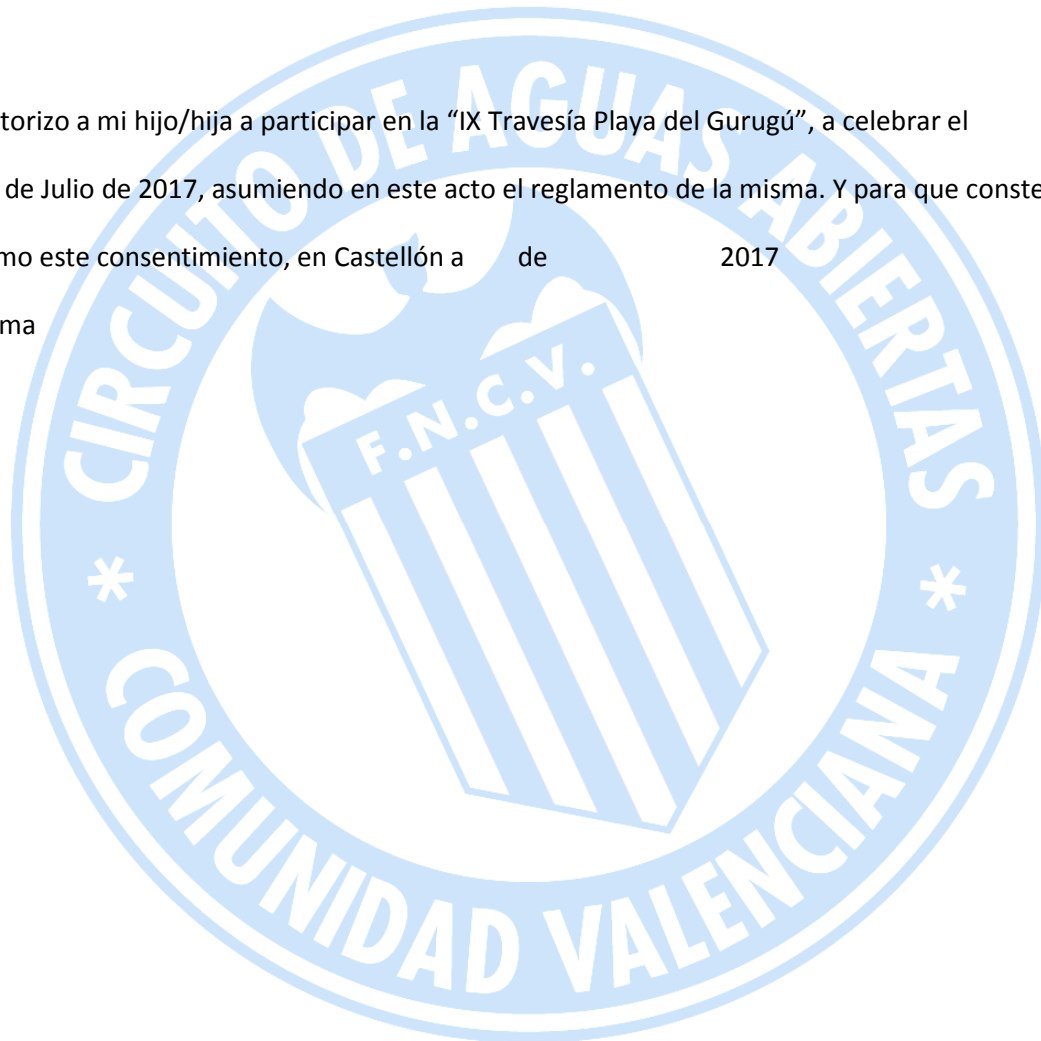 torizo a mi hijo/hija a participar en la “IX Travesía Playa del Gurugú”, a celebrar el
de Julio de 2017, asumiendo en este acto el reglamento de la misma. Y para que conste
mo este consentimiento, en Castellón a de 2017
ma
CIRCUITO DE AGUAS ABIERTAS
F.N.C.V.
* COMUNIDAD VALENCIANA *